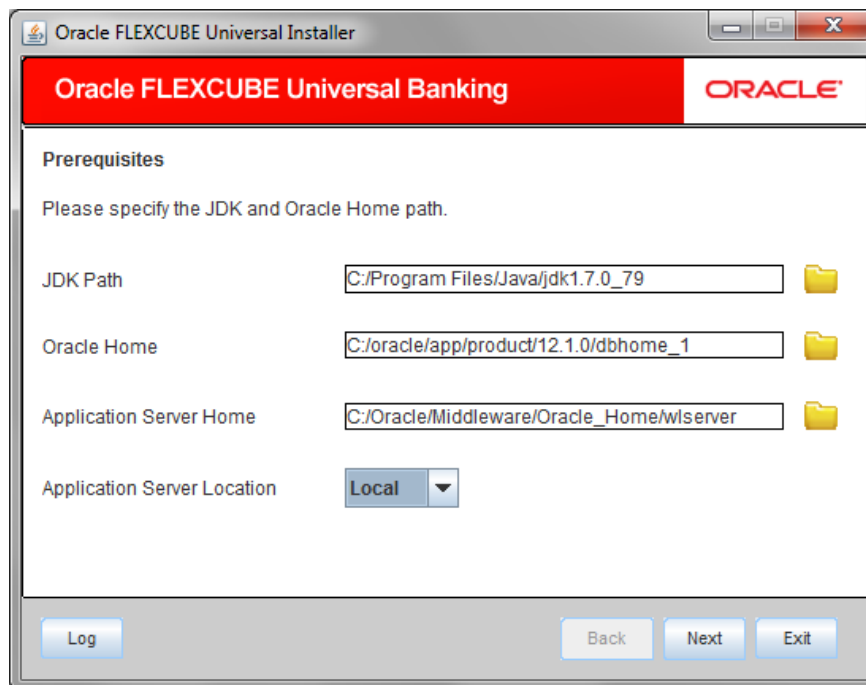 Oracle FLEXCUBE Universal Installer
Oracle FLEXCUBE Universal Banking
ORACLE
Prerequisites
Please specify the JDK and Oracle Home path.
JDK Path C:/Program Files/Java/jdk1.7.0_79
Oracle Home C:/oracle/app/product/12.1.0/dbhome_1
Application Server Home C:/Oracle/Middleware/Oracle_Home/wlserver
Application Server Location Local
Log Back Next Exit